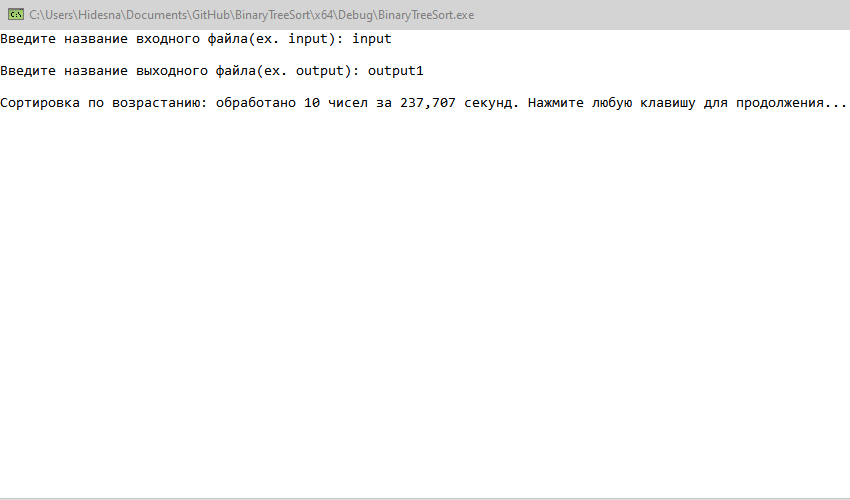 C:\Users\Hidesna\Documents\GitHub\BinaryTreeSort\x64\Debug\BinaryTreeSort.exe
Введите название входного файла(ex. input): input
Введите название выходного файла(ex. output): output1
Сортировка по возрастанию: обработано 10 чисел за 237,707 секунд. Нажмите любую клавишу для продолжения...